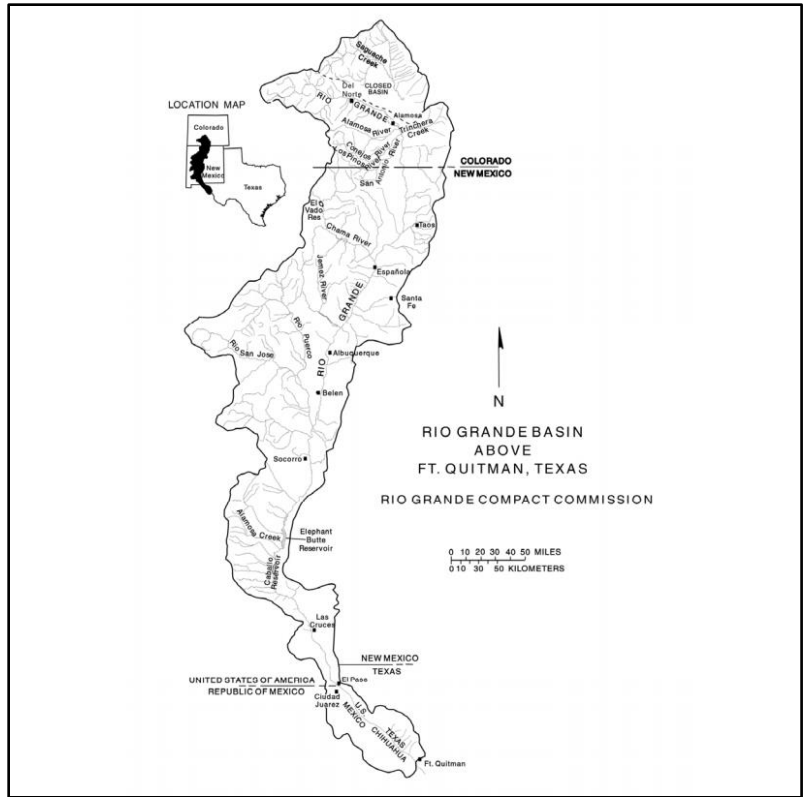 Saguache
Creek
Del
Norte
CLOSED
BASIN
RIO
GRANDE
Alamosa
Alamosa River
Trinchera
Creek
Conejos
River
Los Pinos
River
San
Antonio River
COLORADO
NEW MEXICO
LOCATION MAP
Colorado
New
Mexico
Texas
El
Vado
Res
Taos
Chama River
Española
Jemez River
Santa
Fe
RIO GRANDE
Rio Puerco
Rio San Jose
Albuquerque
Belen
N
RIO GRANDE BASIN
ABOVE
FT. QUITMAN, TEXAS
RIO GRANDE COMPACT COMMISSION
Socorro
Alamosa Creek
Elephant
Butte
Reservoir
Caballo
Reservoir
0 10 20 30 40 50 MILES
0 10 30 50 KILOMETERS
Las
Cruces
NEW MEXICO
TEXAS
UNITED STATES OF AMERICA
REPUBLIC OF MEXICO
El Paso
Ciudad
Juarez
U.S.
MEXICO
TEXAS
CHIHUAHUA
Ft. Quitman